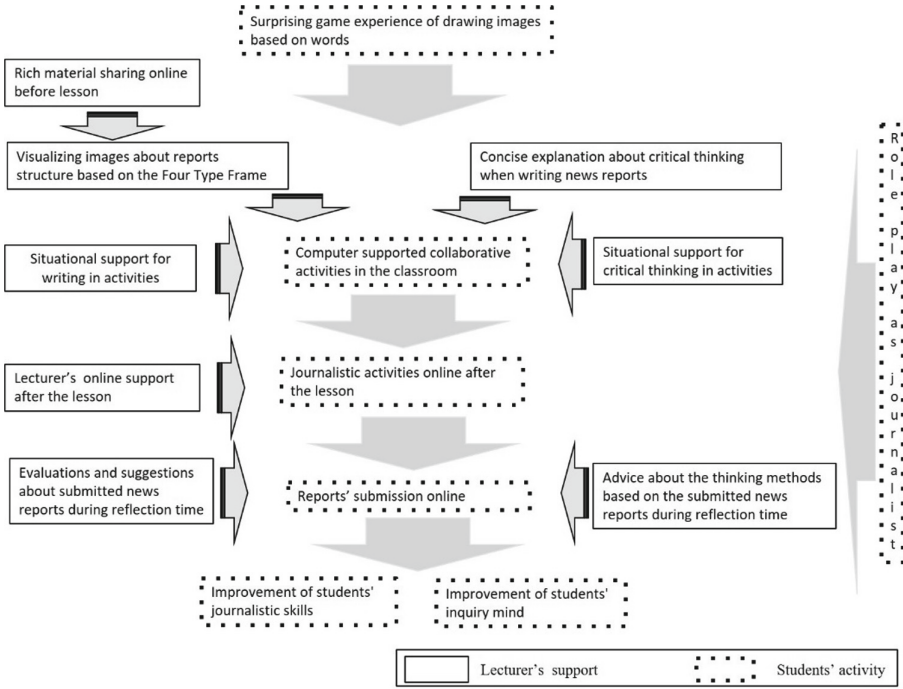 Surprising game experience of drawing images
based on words
Rich material sharing online
before lesson
Visualizing images about reports
structure based on the Four Type Frame
Concise explanation about critical thinking
when writing news reports
Situational support for
writing in activities
Computer supported collaborative
activities in the classroom
Situational support for
critical thinking in activities
Lecturer's online support
after the lesson
Journalistic activities online after
the lesson
Evaluations and suggestions
about submitted news
reports during reflection time
Reports' submission online
Advice about the thinking methods
based on the submitted news
reports during reflection time
Improvement of students'
journalistic skills
Improvement of students'
inquiry mind
Role play as journalist
Lecturer's support
Students' activity